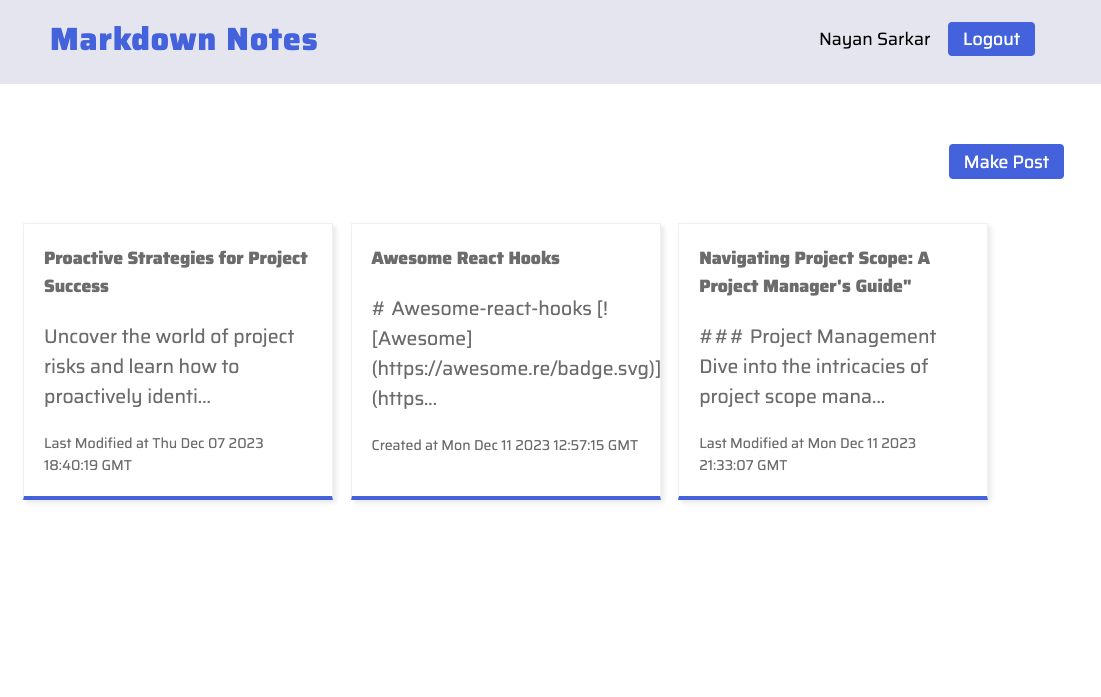 Markdown Notes
Nayan Sarkar
Logout
Make Post
Proactive Strategies for Project
Success
Uncover the world of project
risks and learn how to
proactively identi...
Last Modified at Thu Dec 07 2023
18:40:19 GMT
Awesome React Hooks
# Awesome-react-hooks [!
[Awesome]
(https://awesome.re/badge.svg)]
(https...
Created at Mon Dec 11 2023 12:57:15 GMT
Navigating Project Scope: A
Project Manager's Guide"
### Project Management
Dive into the intricacies of
project scope mana...
Last Modified at Mon Dec 11 2023
21:33:07 GMT